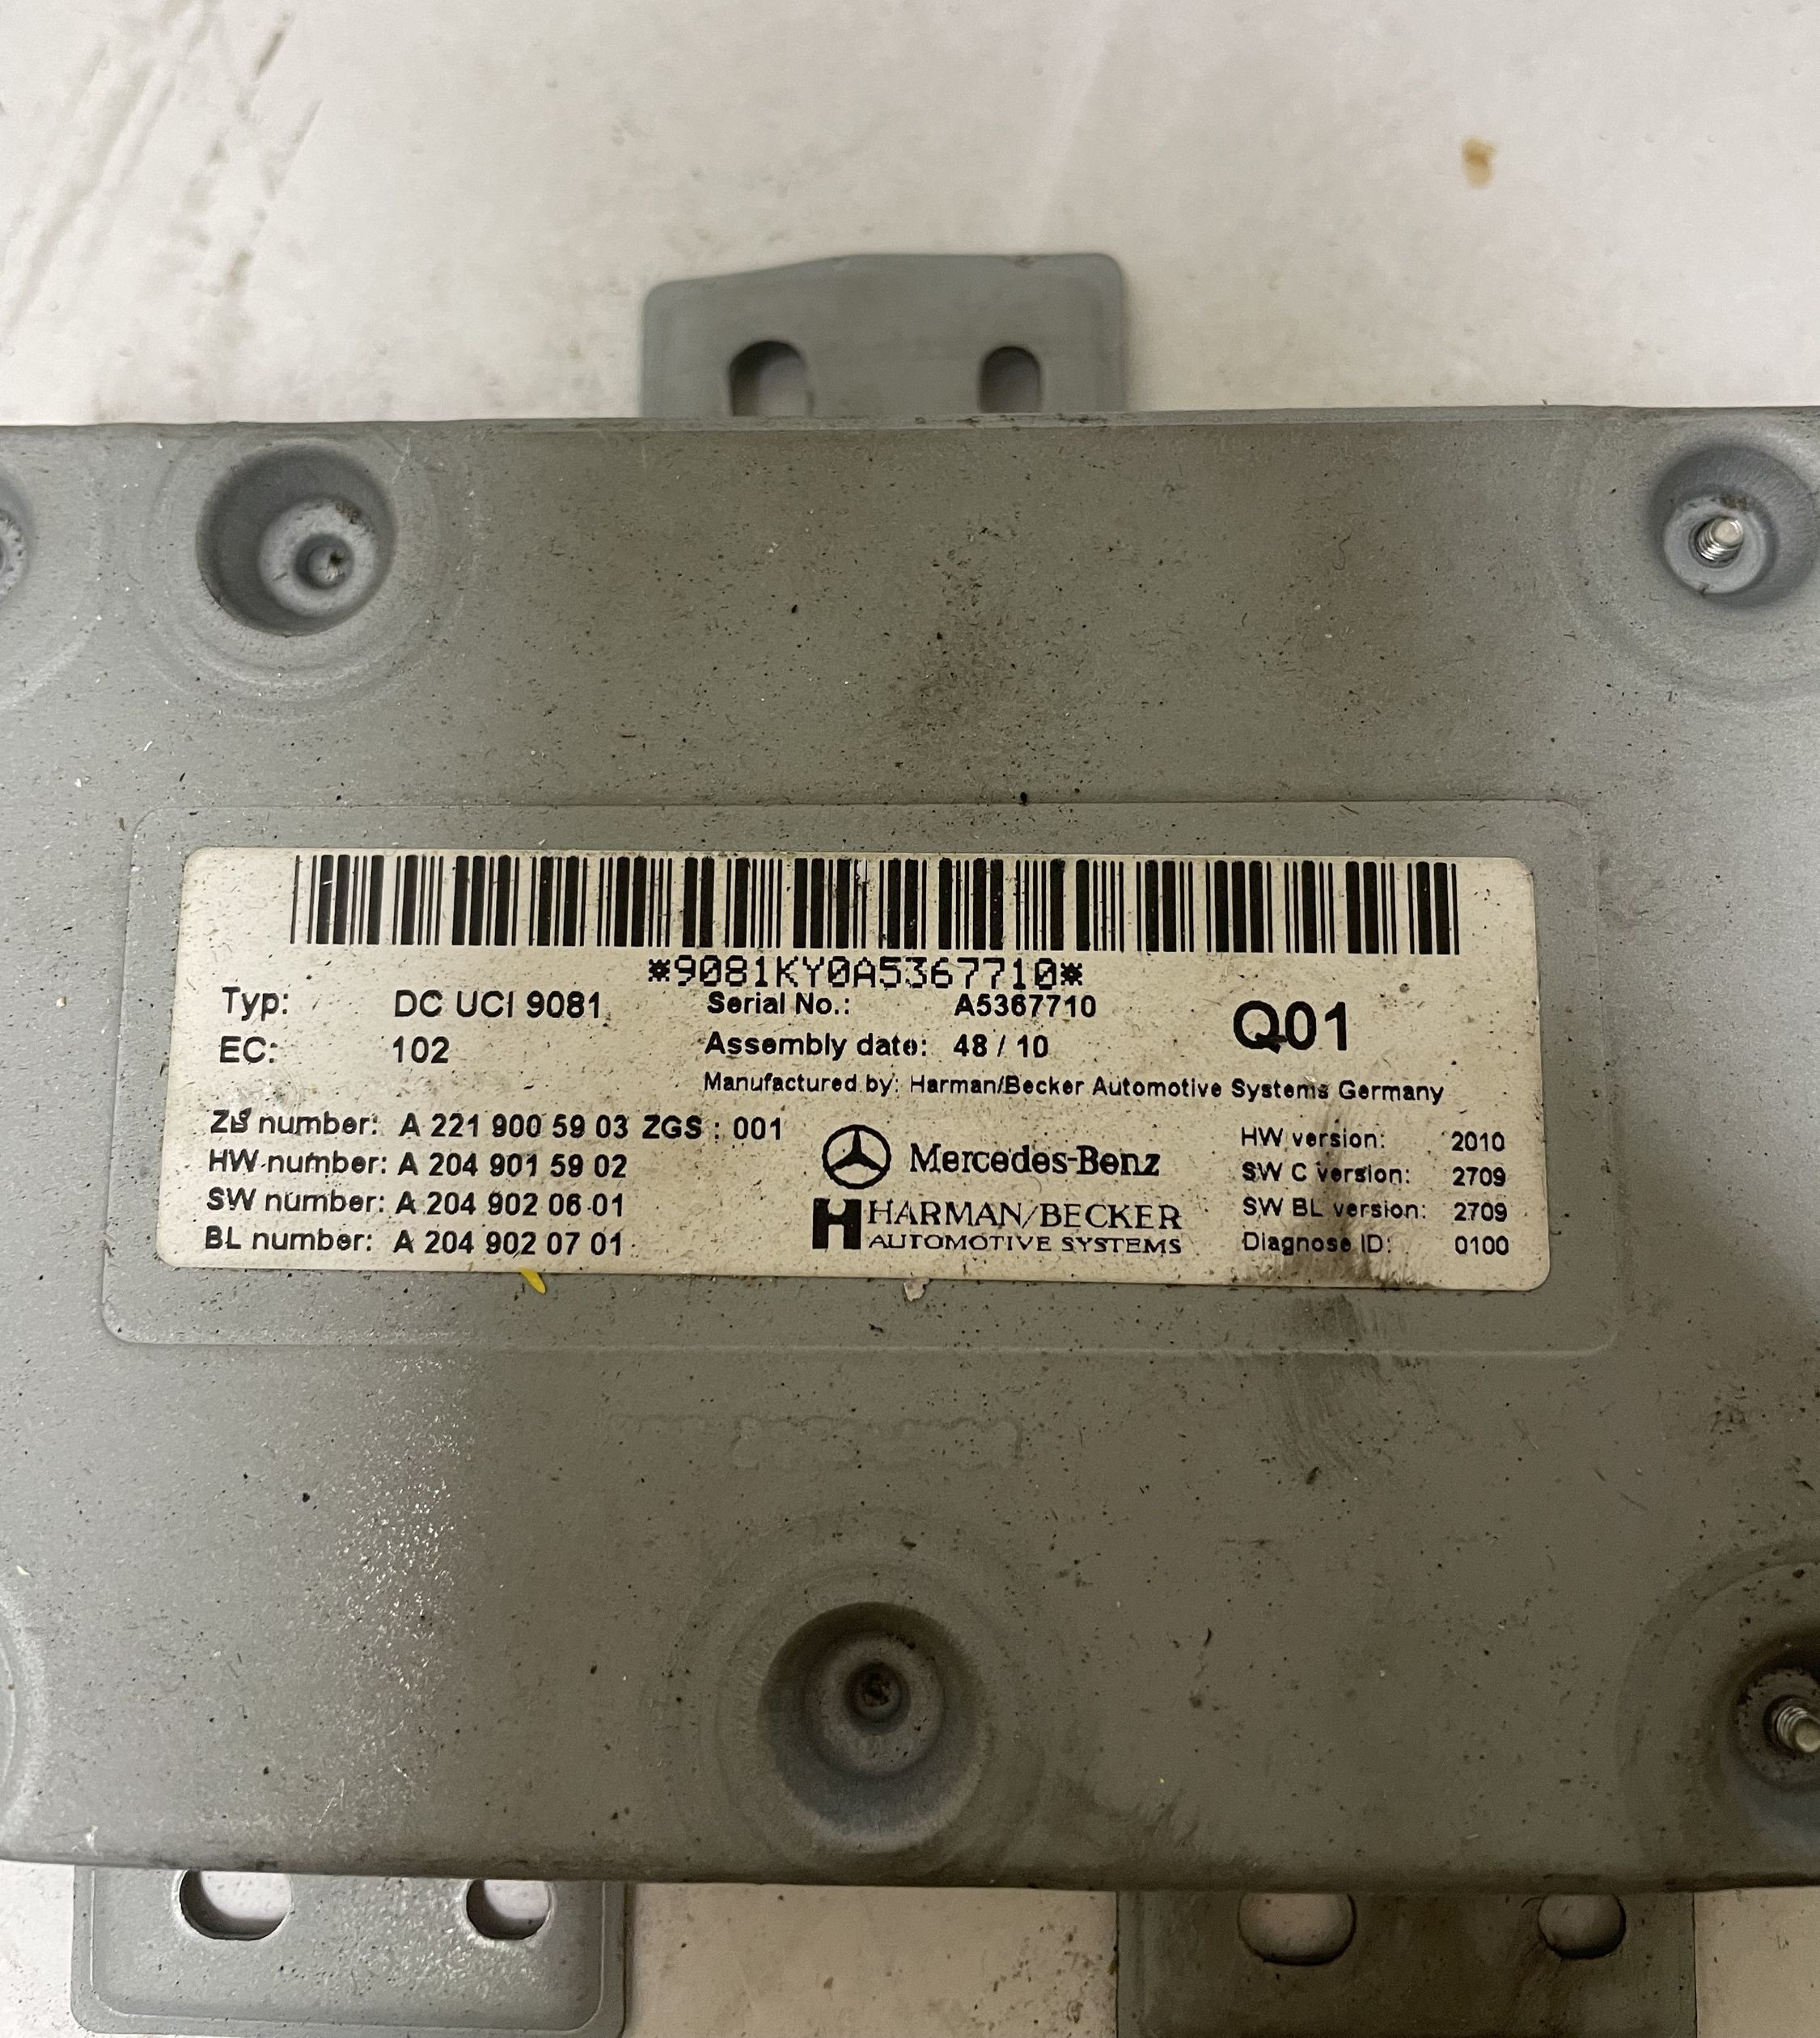 *9081KY0A5367710*
Typ: DC UCI 9081 Serial No.: A5367710 Q01
EC: 102 Assembly date: 48 / 10
Manufactured by: Harman/Becker Automotive Systems Germany
ZB number: A 221 900 59 03 ZGS : 001
HW number: A 204 901 59 02
SW number: A 204 902 06 01
BL number: A 204 902 07 01
Mercedes-Benz
HARMAN/BECKER
AUTOMOTIVE SYSTEMS
HW version: 2010
SW C version: 2709
SW BL version: 2709
Diagnose ID: 0100